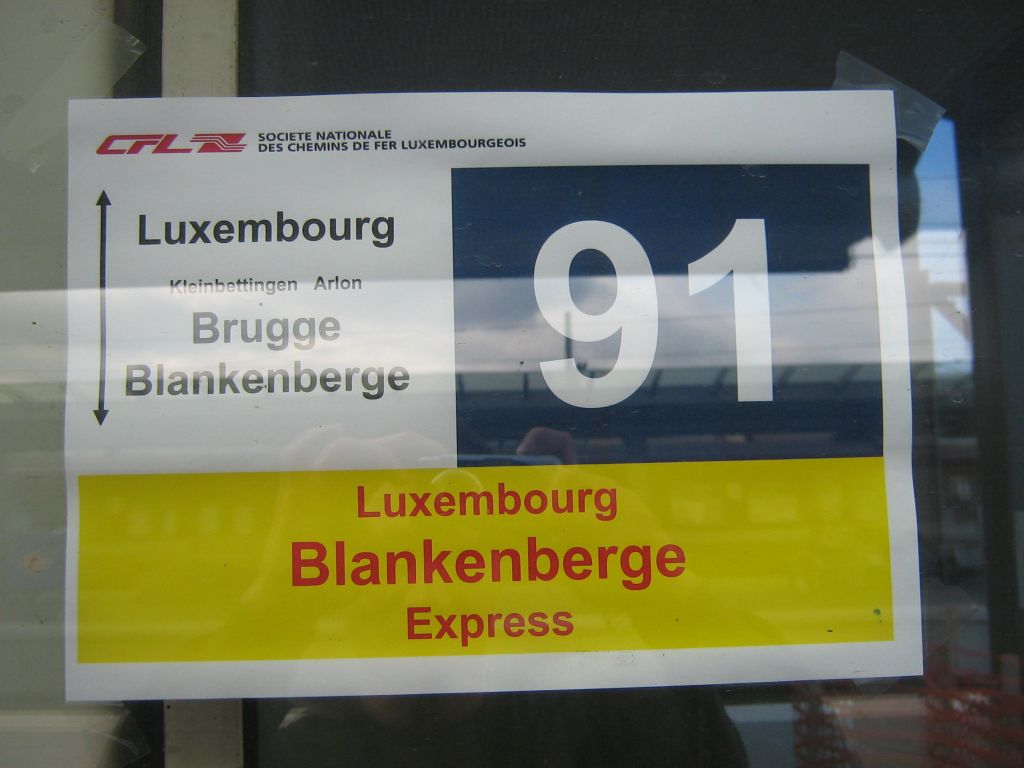 CFL SOCIETE NATIONALE
DES CHEMINS DE FER LUXEMBOURGEOIS
Luxembourg
Kleinbettingen Arlon
Brugge
Blankenberge
91
Luxembourg
Blankenberge
Express